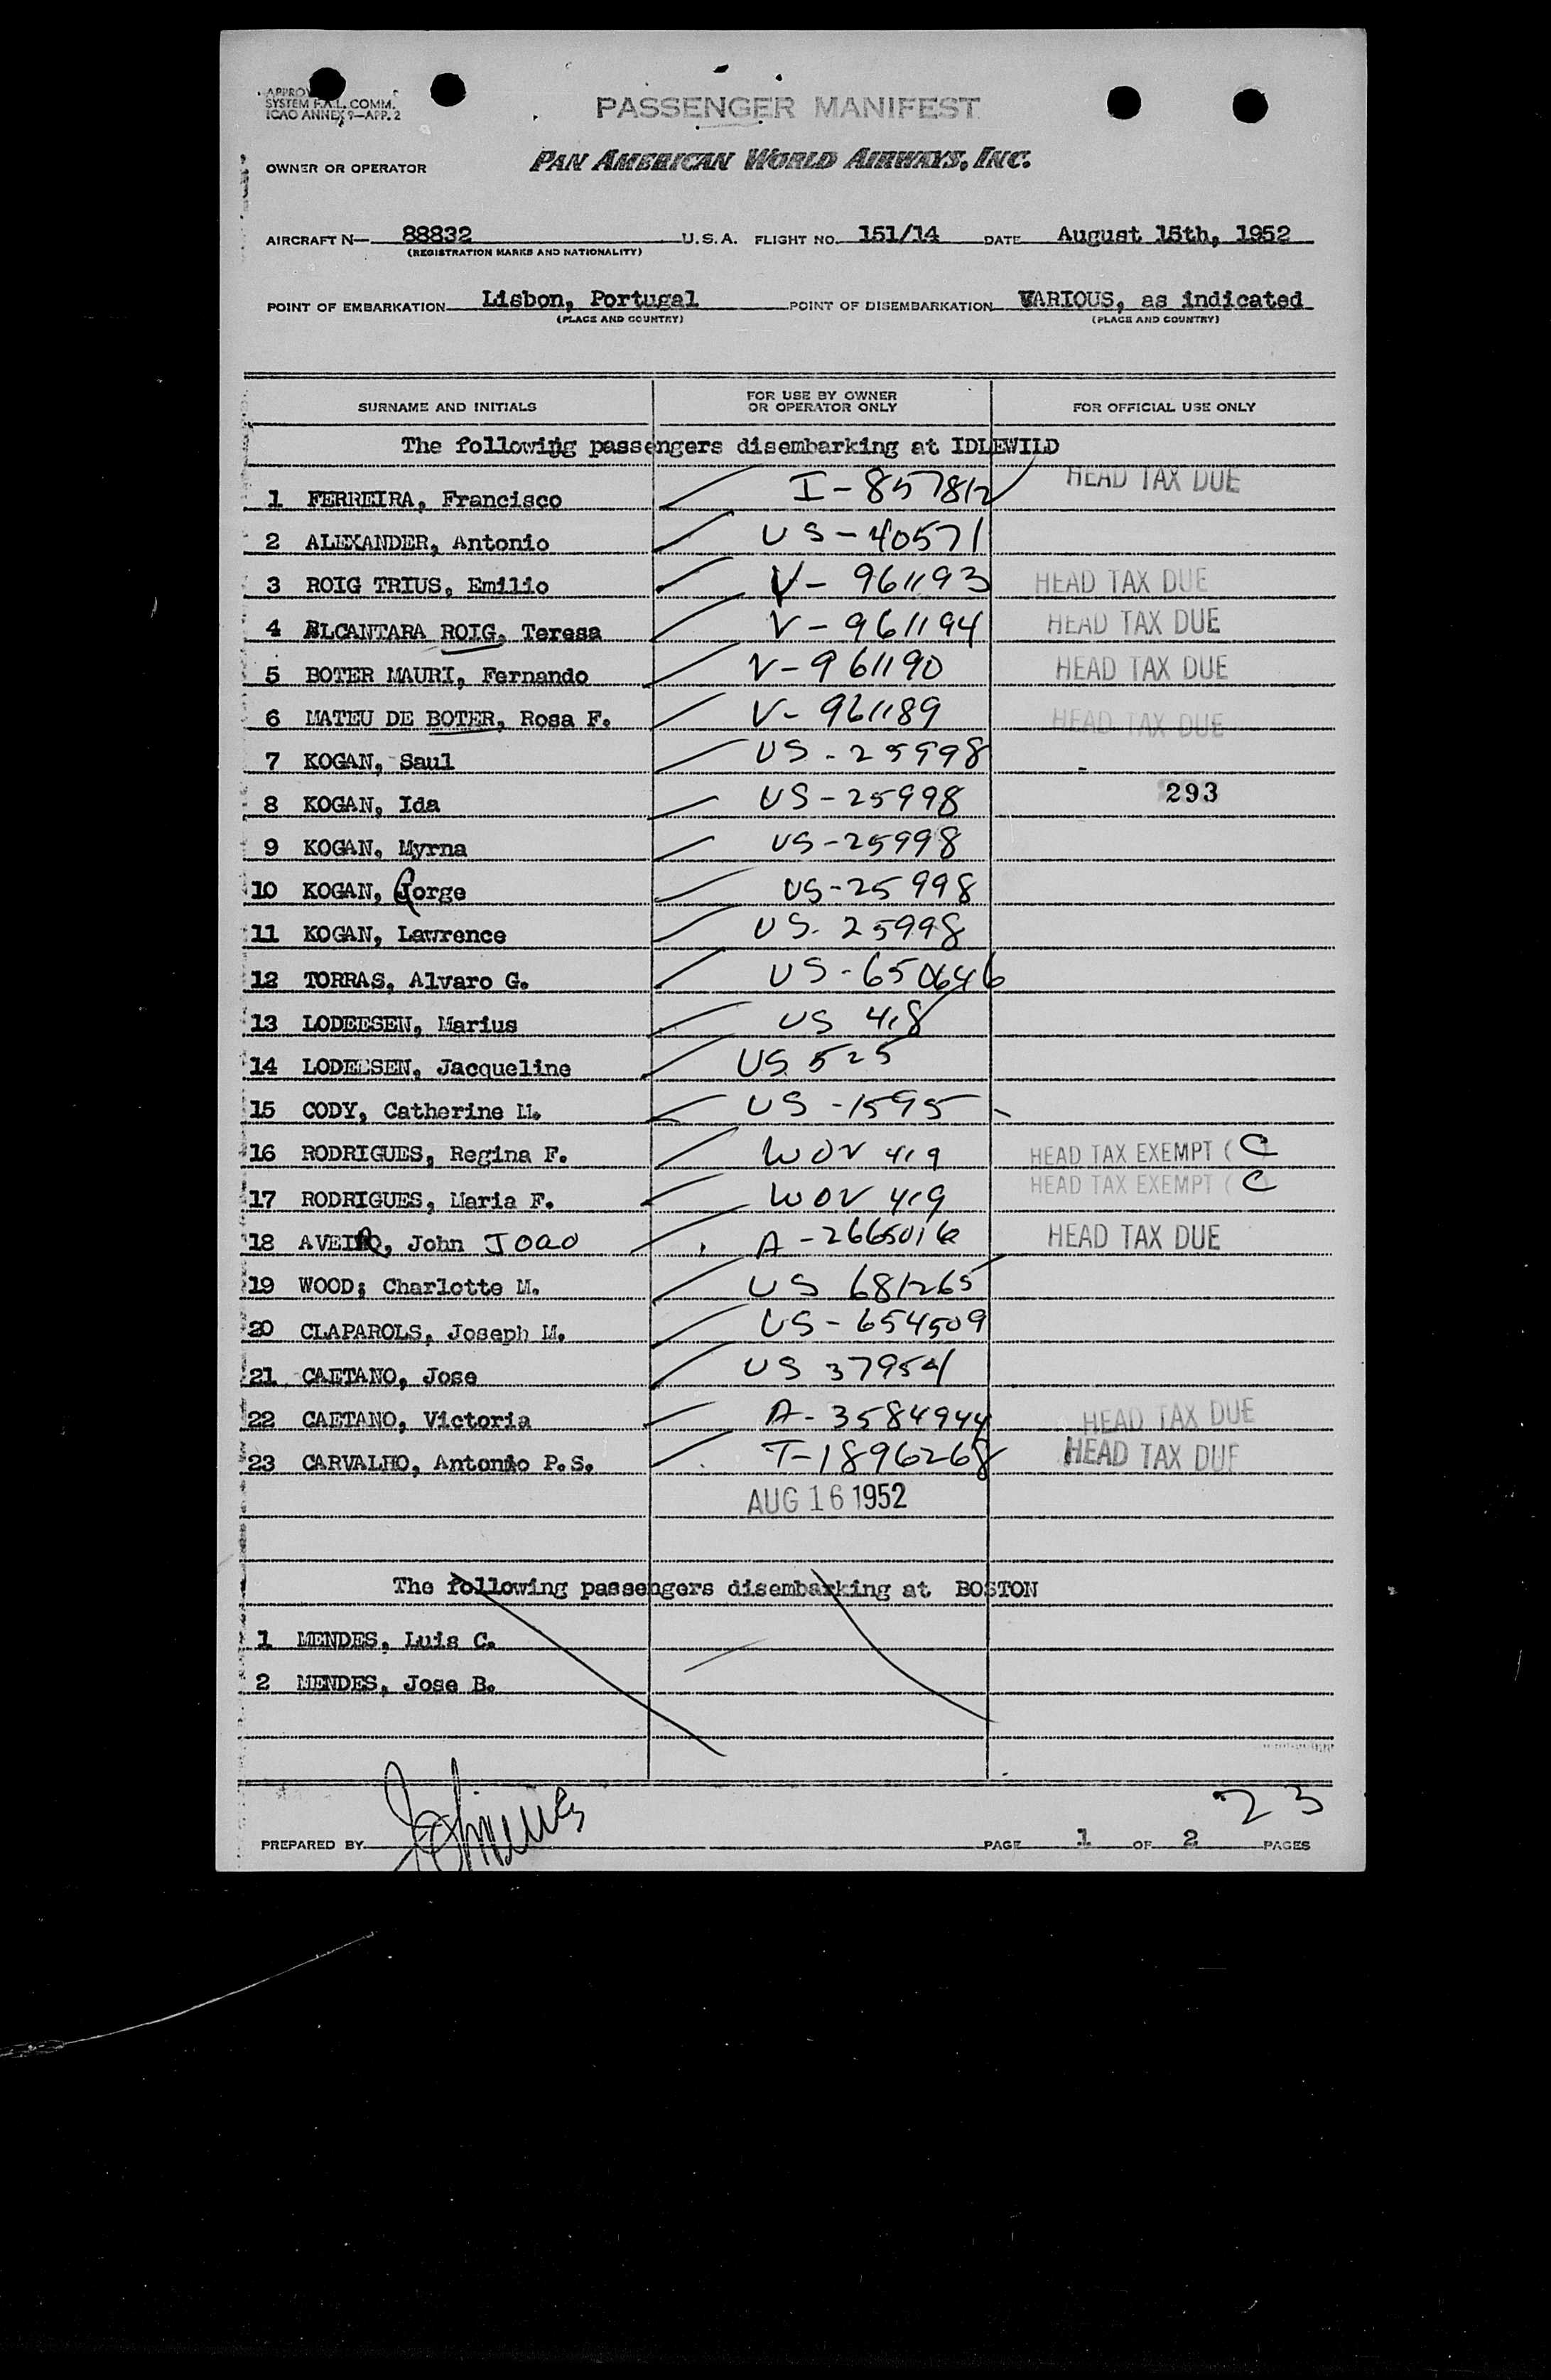 APPROV
SYSTEM F.A.L. COMM.
ICAO ANNEX 9—APP. 2
PASSENGER MANIFEST
OWNER OR OPERATOR PAN AMERICAN WORLD AIRWAYS, INC.
AIRCRAFT N— 88832 U.S.A. FLIGHT NO. 151/14 DATE August 15th, 1952
(REGISTRATION MARKS AND NATIONALITY)
POINT OF EMBARKATION Lisbon, Portugal POINT OF DISEMBARKATION VARIOUS, as indicated
(PLACE AND COUNTRY) (PLACE AND COUNTRY)
SURNAME AND INITIALS FOR USE BY OWNER OR OPERATOR ONLY FOR OFFICIAL USE ONLY
The following passengers disembarking at IDLEWILD
1 FERREIRA, Francisco I-857812 HEAD TAX DUE
2 ALEXANDER, Antonio US-40571
3 ROIG TRIUS, Emilio V-961193 HEAD TAX DUE
4 ALCANTARA ROIG, Teresa V-961194 HEAD TAX DUE
5 BOTER MAURI, Fernando V-961190 HEAD TAX DUE
6 MATEU DE BOTER, Rosa F. V-961189 HEAD TAX DUE
7 KOGAN, Saul US-25998
8 KOGAN, Ida US-25998 293
9 KOGAN, Myrna US-25998
10 KOGAN, Jorge US-25998
11 KOGAN, Lawrence US-25998
12 TORRAS, Alvaro G. US-650646
13 LODEESEN, Marius US 418
14 LODEESEN, Jacqueline US 525
15 CODY, Catherine M. US-1595
16 RODRIGUES, Regina F. WOV 419 HEAD TAX EXEMPT (C
17 RODRIGUES, Maria F. WOV 419 HEAD TAX EXEMPT (C
18 AVEIRO, John JOAO A-2665016 HEAD TAX DUE
19 WOOD; Charlotte M. US 681265
20 CLAPAROLS, Joseph M. US-654509
21 CAETANO, Jose US 37954
22 CAETANO, Victoria A-3584944 HEAD TAX DUE
23 CARVALHO, Antonio P.S. T-1896268 HEAD TAX DUE
AUG 16 1952
The following passengers disembarking at BOSTON
1 MENDES, Luis C.
2 MENDES, Jose B.
23
PREPARED BY PAGE 1 OF 2 PAGES